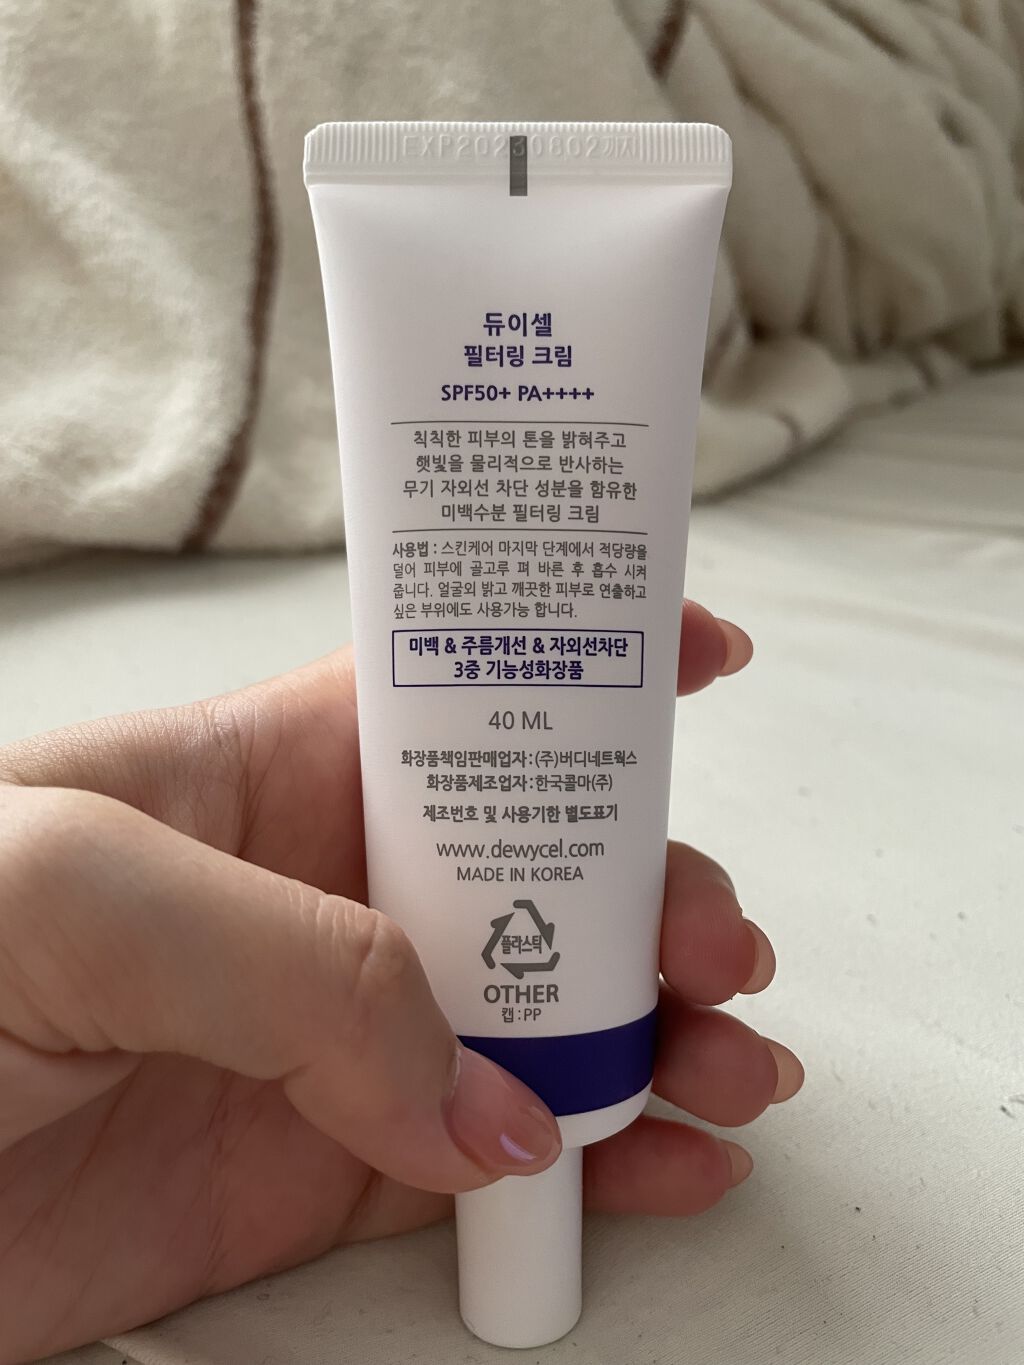 EXP20230802까지
듀이셀
필터링 크림
SPF50+ PA++++
칙칙한 피부의 톤을 밝혀주고
햇빛을 물리적으로 반사하는
무기 자외선 차단 성분을 함유한
미백수분 필터링 크림
사용법 : 스킨케어 마지막 단계에서 적당량을
덜어 피부에 골고루 펴 바른 후 흡수 시켜
줍니다. 얼굴외 밝고 깨끗한 피부로 연출하고
싶은 부위에도 사용가능 합니다.
미백 & 주름개선 & 자외선차단
3중 기능성화장품
40 ML
화장품책임판매업자 : (주)버디네트웍스
화장품제조업자 : 한국콜마(주)
제조번호 및 사용기한 별도표기
www.dewycel.com
MADE IN KOREA
플라스틱
OTHER
캡 : PP